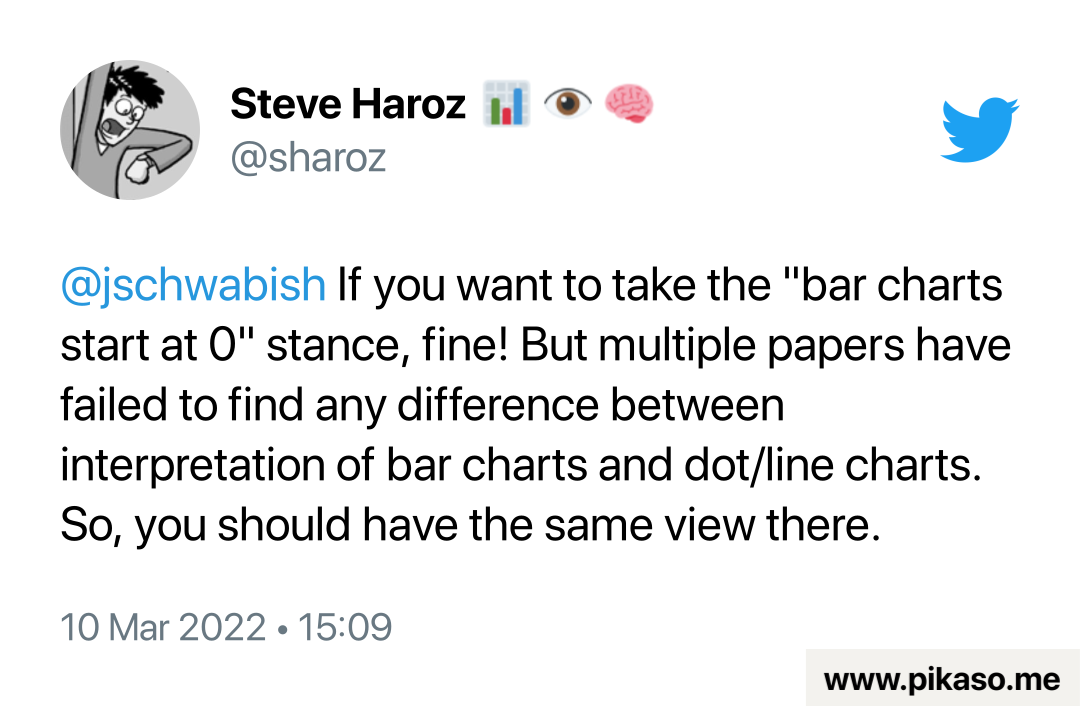 Steve Haroz 📊 👁️ 🧠
@sharoz
@jschwabish If you want to take the "bar charts
start at 0" stance, fine! But multiple papers have
failed to find any difference between
interpretation of bar charts and dot/line charts.
So, you should have the same view there.
10 Mar 2022 • 15:09
www.pikaso.me